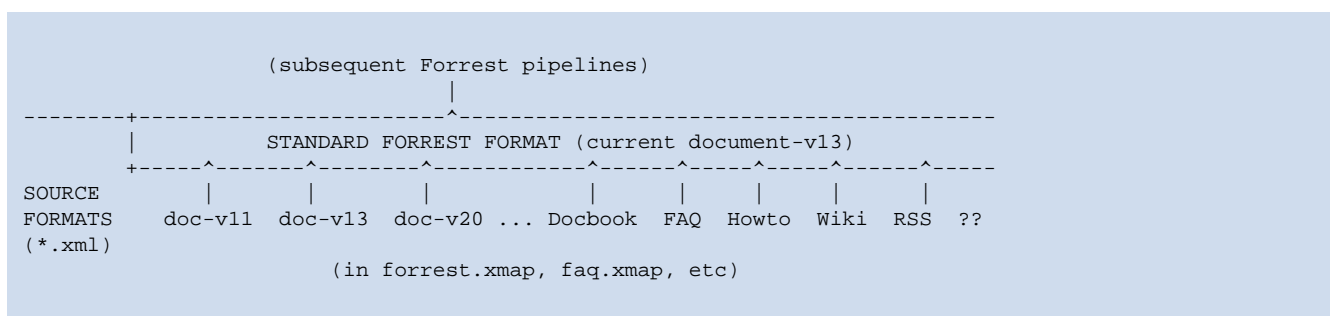 (subsequent Forrest pipelines)
|
--------+------------------------^------------------------------------------
| STANDARD FORREST FORMAT (current document-v13)
+-----^-------^--------^------------^------^-----^-----^------^-----
SOURCE | | | | | | | |
FORMATS doc-v11 doc-v13 doc-v20 ... Docbook FAQ Howto Wiki RSS ??
(*.xml)
(in forrest.xmap, faq.xmap, etc)